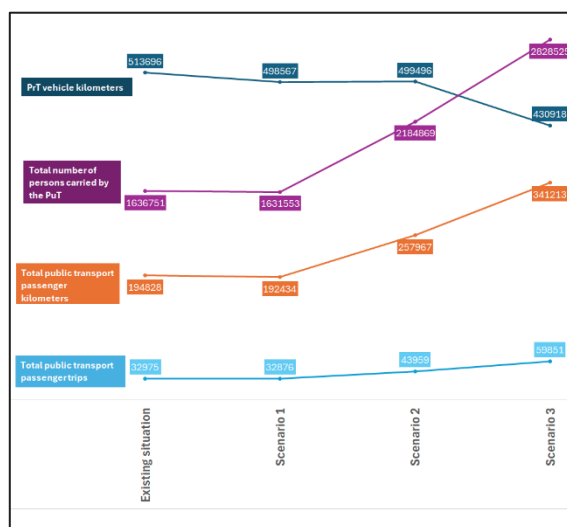 513696
498567
499496
2828525
PrT vehicle kilometers
430918
2184869
Total number of
persons carried by
the PuT
1636751
1631553
341213
257967
Total public transport
passenger
kilometers
194828
192434
59851
43959
32975
32876
Total public transport
passenger trips
Existing situation
Scenario 1
Scenario 2
Scenario 3